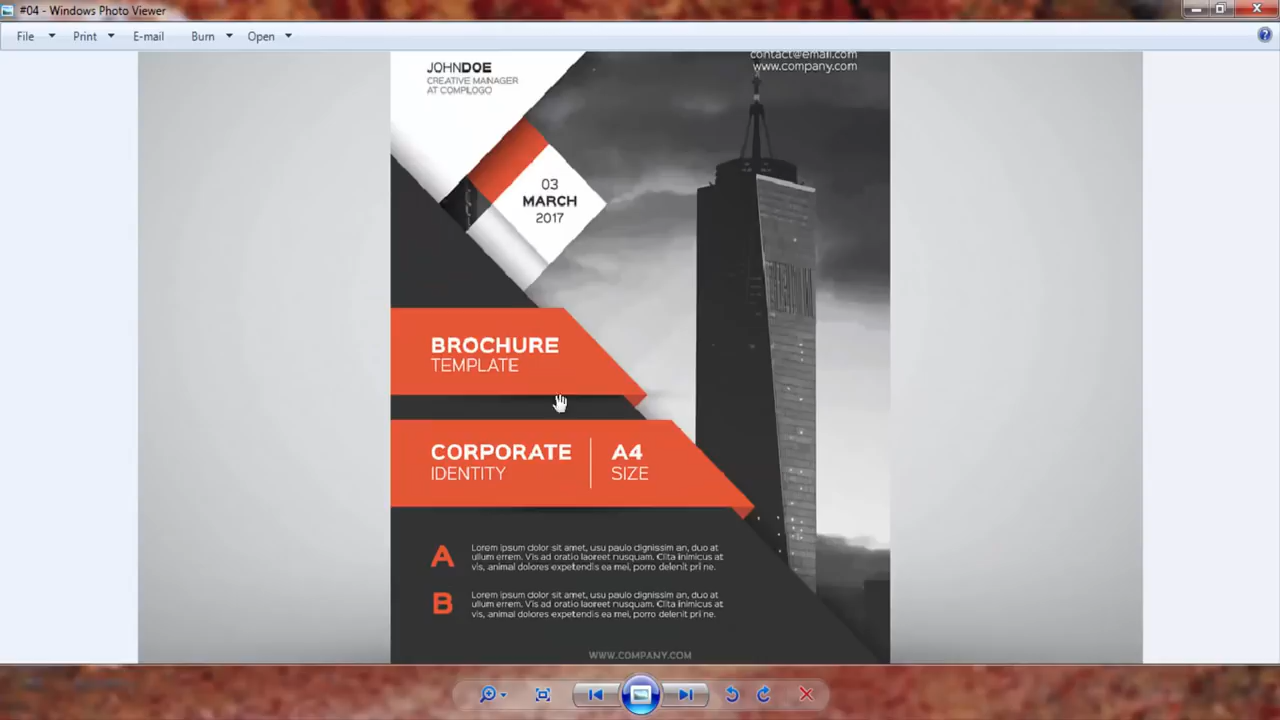 #04 - Windows Photo Viewer
File Print E-mail Burn Open
contact@email.com
www.company.com
JOHNDOE
CREATIVE MANAGER
AT COMPLOGO
03
MARCH
2017
BROCHURE
TEMPLATE
CORPORATE
IDENTITY
A4
SIZE
A
Lorem ipsum dolor sit amet, usu paulo dignissim an, duo at
ullum errem. Vis ad oratio laoreet nusquam. Clita inimicus at
vis, animal dolores expetendis ea mei, porro delenit pri ne.
B
Lorem ipsum dolor sit amet, usu paulo dignissim an, duo at
ullum errem. Vis ad oratio laoreet nusquam. Clita inimicus at
vis, animal dolores expetendis ea mei, porro delenit pri ne.
WWW.COMPANY.COM